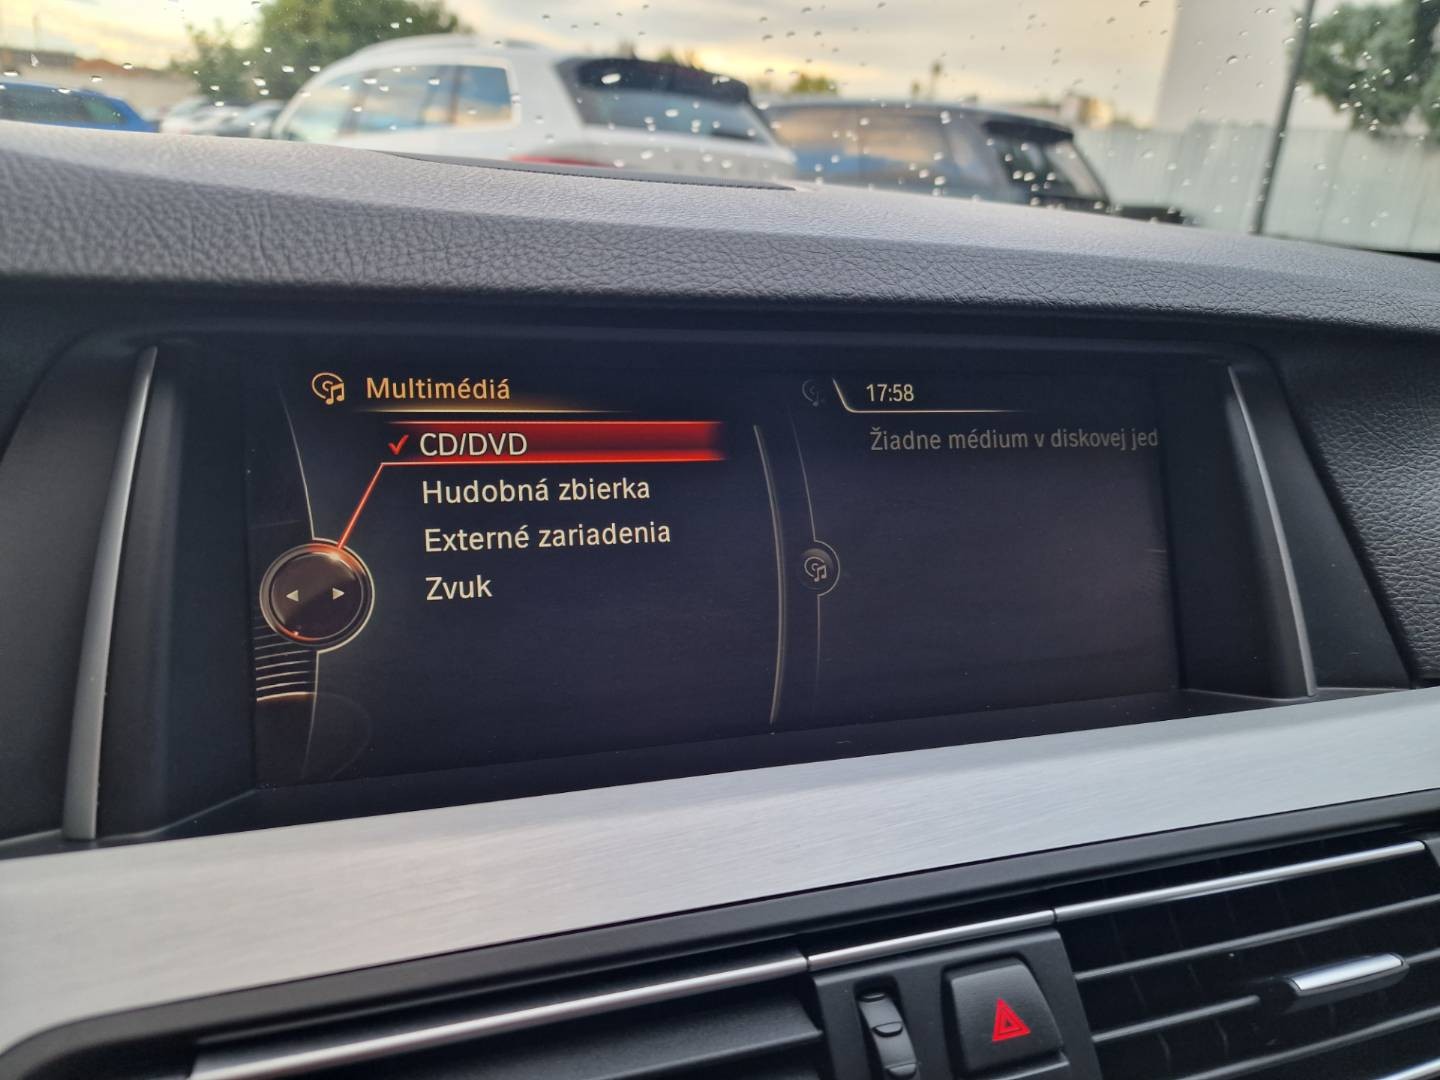 Multimédiá
CD/DVD
Hudobná zbierka
Externé zariadenia
Zvuk
17:58
Žiadne médium v diskovej jed